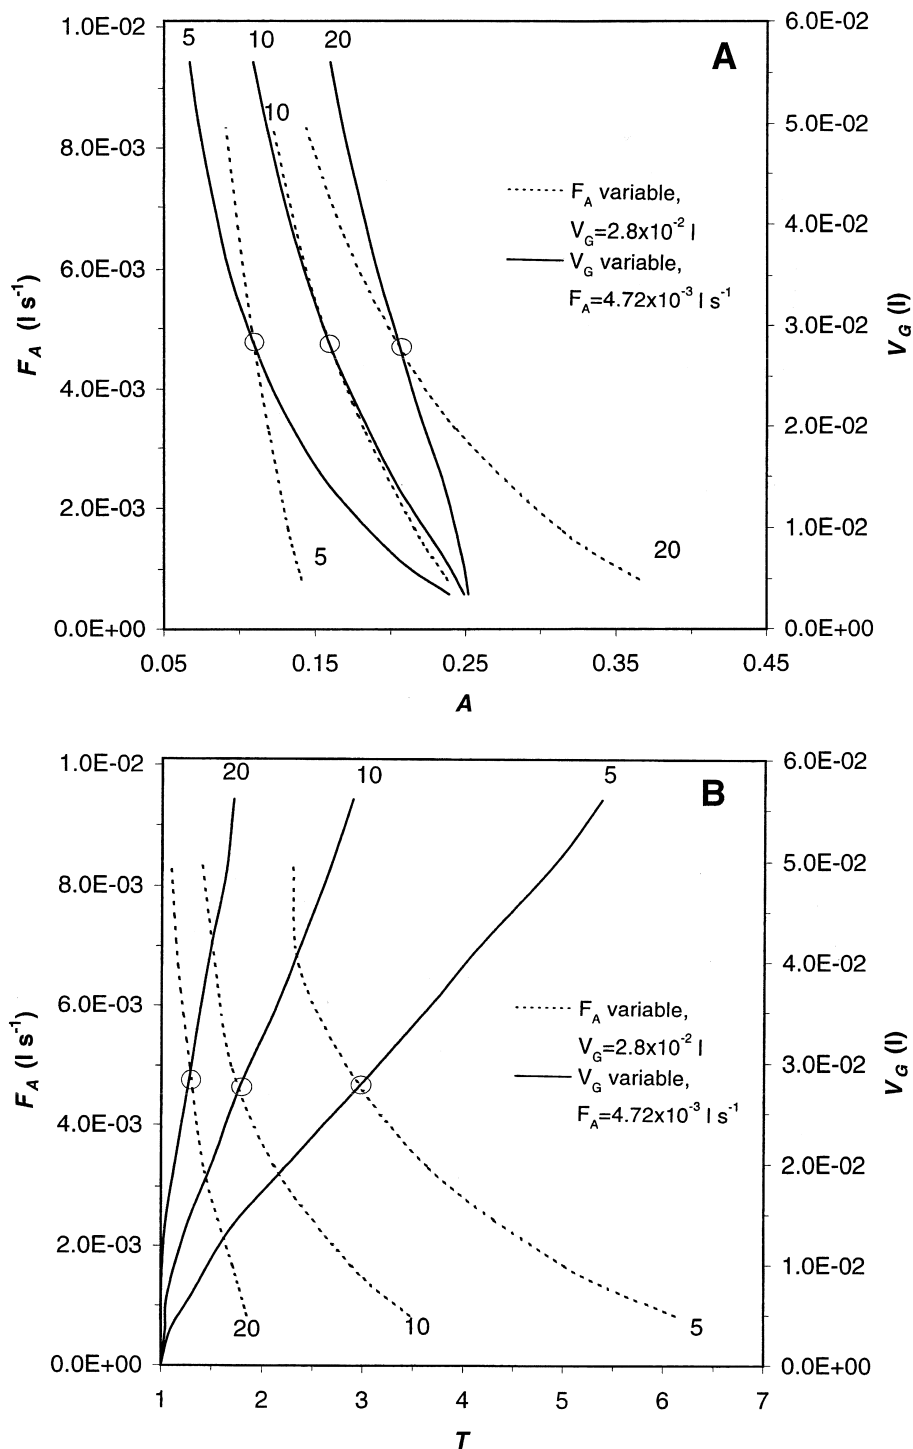 1.0E-02 5 10 20 A 6.0E-02
10
8.0E-03 5.0E-02
F_A variable,
V_G=2.8x10^-2 l
4.0E-02
V_G variable,
6.0E-03
F_A=4.72x10^-3 l s^-1
F_A (l s^-1) 3.0E-02 V_G (l)
4.0E-03
2.0E-02
2.0E-03 1.0E-02
5 20
0.0E+00 0.0E+00
0.05 0.15 0.25 0.35 0.45
A
1.0E-02 20 10 5 B 6.0E-02
8.0E-03 5.0E-02
4.0E-02
6.0E-03 F_A variable,
V_G=2.8x10^-2 l
F_A (l s^-1) V_G variable, 3.0E-02 V_G (l)
4.0E-03 F_A=4.72x10^-3 l s^-1
2.0E-02
2.0E-03 1.0E-02
20 10 5
0.0E+00 0.0E+00
1 2 3 4 5 6 7
T